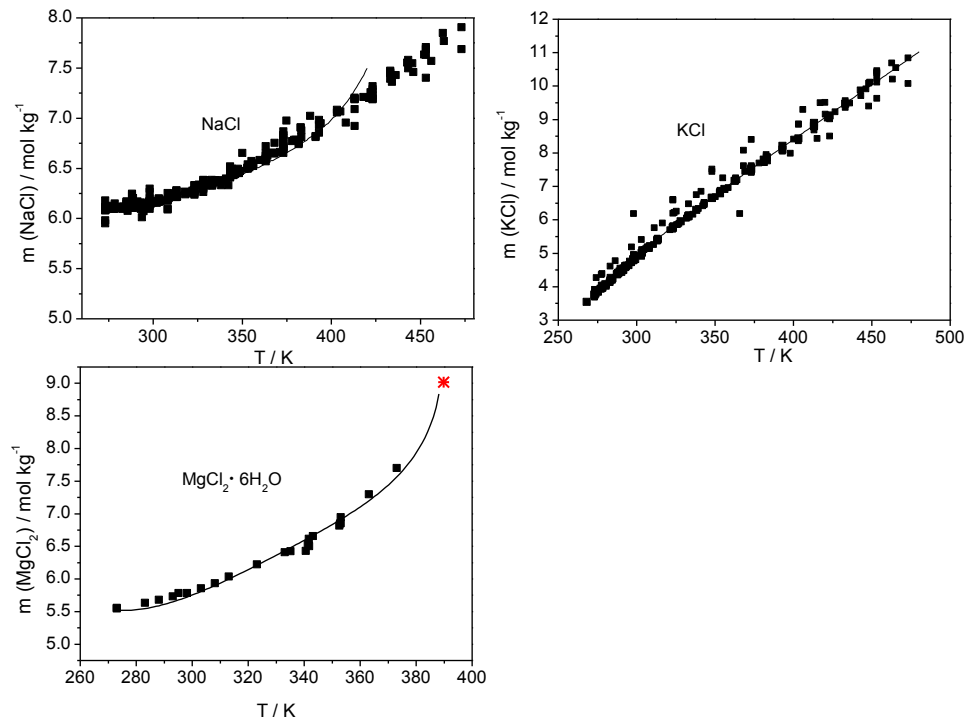 8.0
7.5
7.0
6.5
6.0
5.5
5.0
m (NaCl) / mol kg⁻¹
NaCl
300 350 400 450
T / K
12
11
10
9
8
7
6
5
4
3
m (KCl) / mol kg⁻¹
KCl
250 300 350 400 450 500
T / K
9.0
8.5
8.0
7.5
7.0
6.5
6.0
5.5
5.0
m (MgCl₂) / mol kg⁻¹
MgCl₂· 6H₂O
260 280 300 320 340 360 380 400
T / K